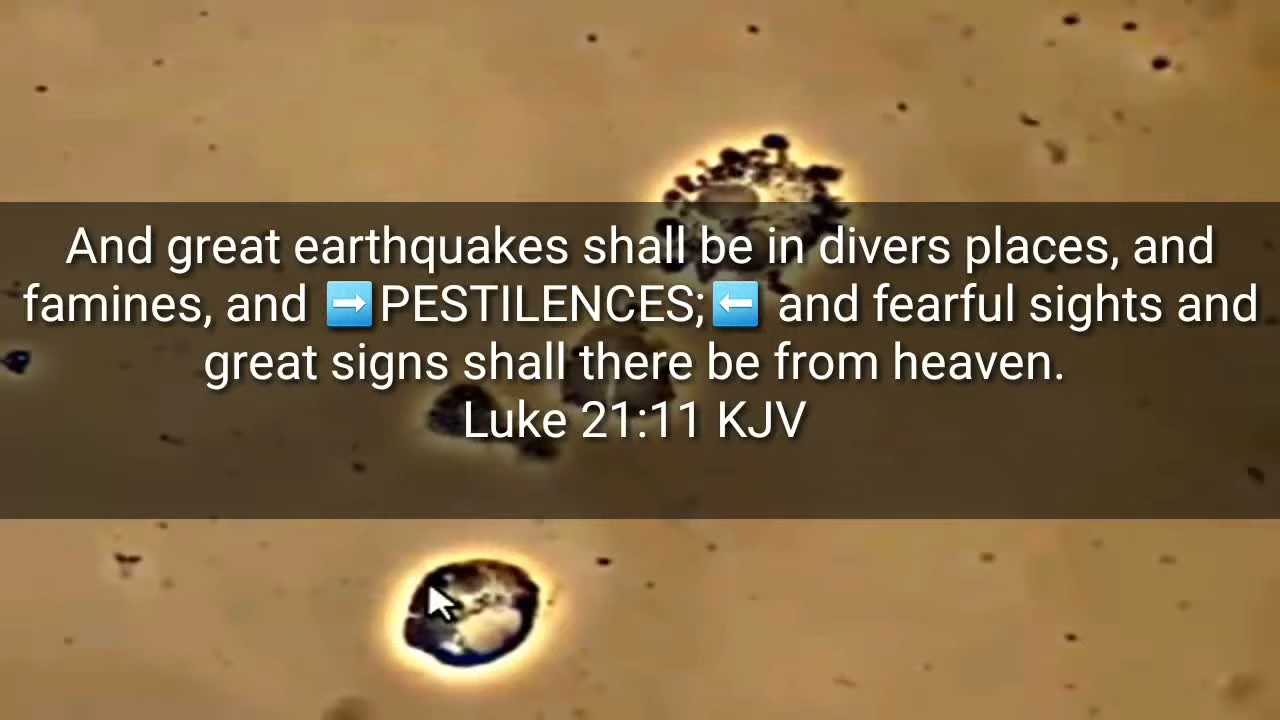 And great earthquakes shall be in divers places, and
famines, and ➡️PESTILENCES;⬅️ and fearful sights and
great signs shall there be from heaven.
Luke 21:11 KJV